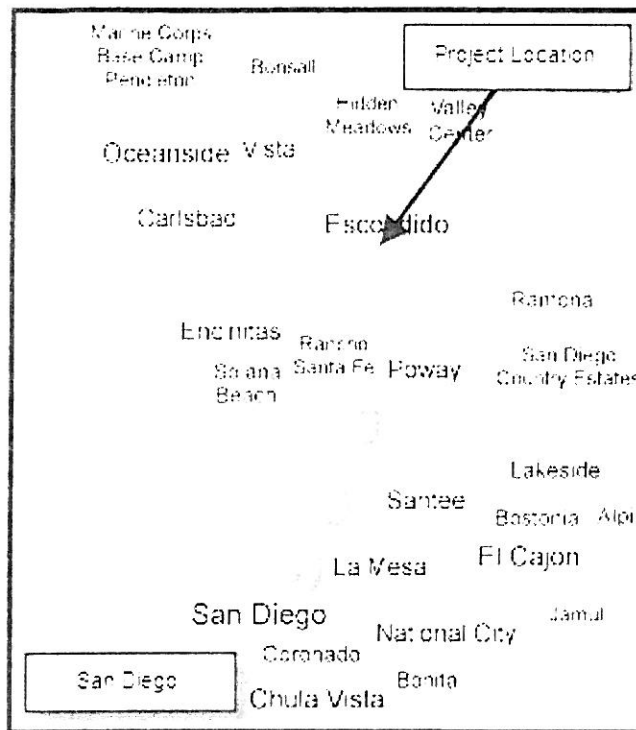 Marine Corps
Base Camp
Pendleton
Bonsall
Project Location
Hidden
Meadows
Valley
Center
Oceanside
Vista
Carlsbad
Escondido
Ramona
Encinitas
Rancho
Santa Fe
Solana
Beach
Poway
San Diego
Country Estates
Lakeside
Santee
Bostonia
Alpi
La Mesa
El Cajon
San Diego
National City
Jamul
Coronado
San Diego
Bonita
Chula Vista